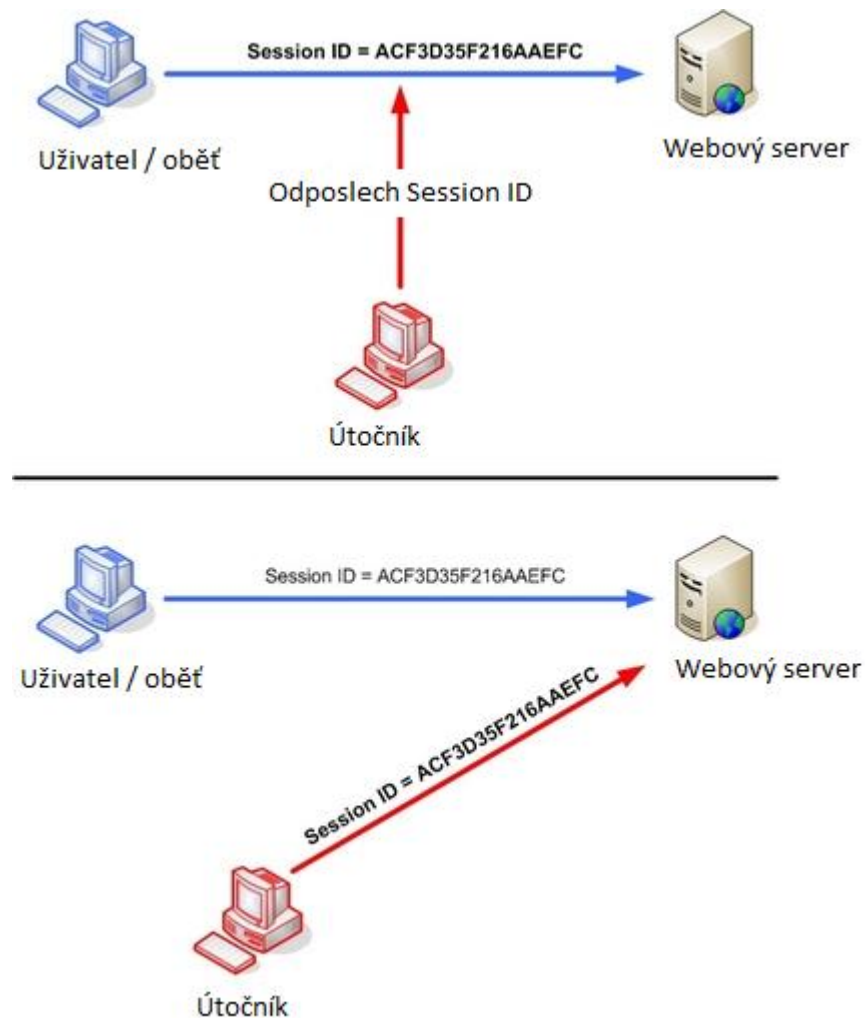 Session ID = ACF3D35F216AAEFC
Uživatel / oběť
Webový server
Odposlech Session ID
Útočník
Session ID = ACF3D35F216AAEFC
Uživatel / oběť
Webový server
Session ID = ACF3D35F216AAEFC
Útočník